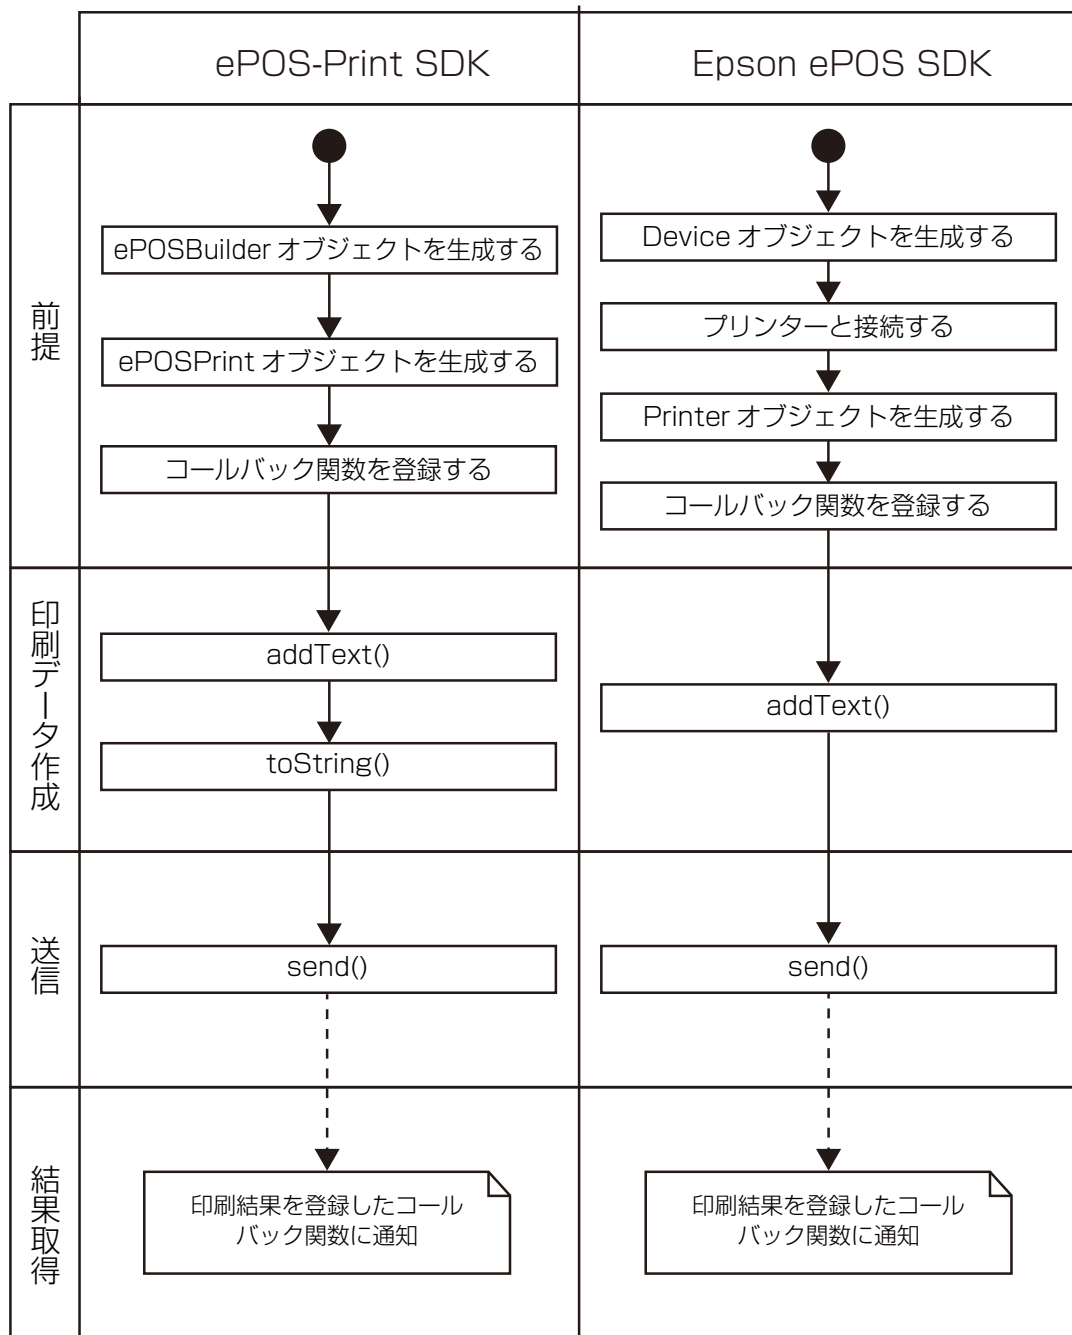 ePOS-Print SDK
Epson ePOS SDK
前提
ePOSBuilder オブジェクトを生成する
ePOSPrint オブジェクトを生成する
コールバック関数を登録する
Device オブジェクトを生成する
プリンターと接続する
Printer オブジェクトを生成する
コールバック関数を登録する
印刷データ作成
addText()
toString()
addText()
送信
send()
send()
結果取得
印刷結果を登録したコール
バック関数に通知
印刷結果を登録したコール
バック関数に通知